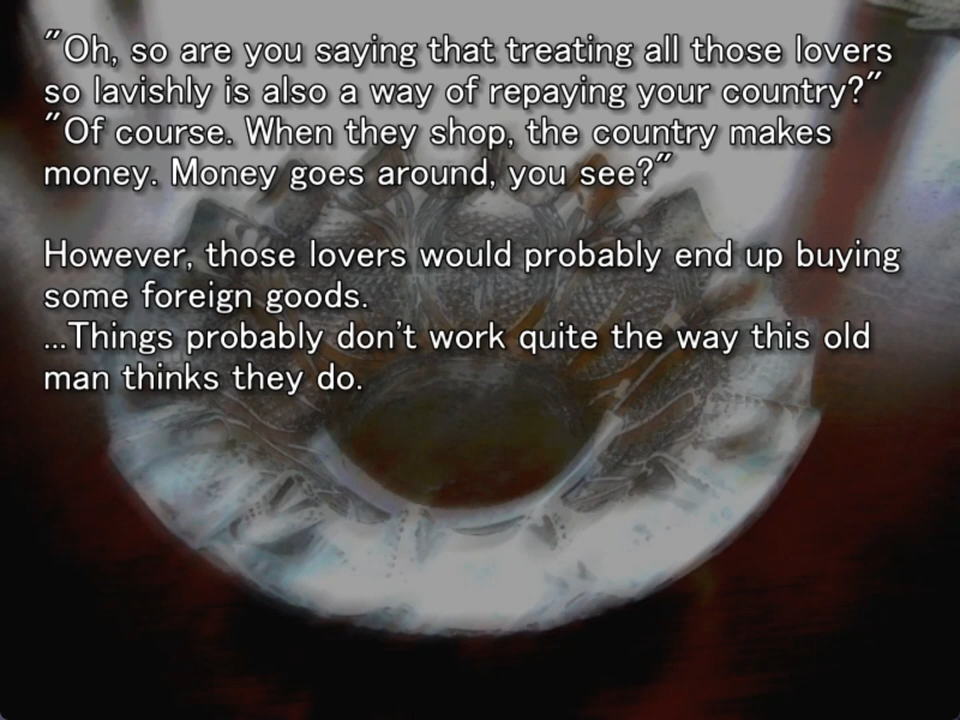 "Oh, so are you saying that treating all those lovers
so lavishly is also a way of repaying your country?"
"Of course. When they shop, the country makes
money. Money goes around, you see?"
However, those lovers would probably end up buying
some foreign goods.
...Things probably don't work quite the way this old
man thinks they do.